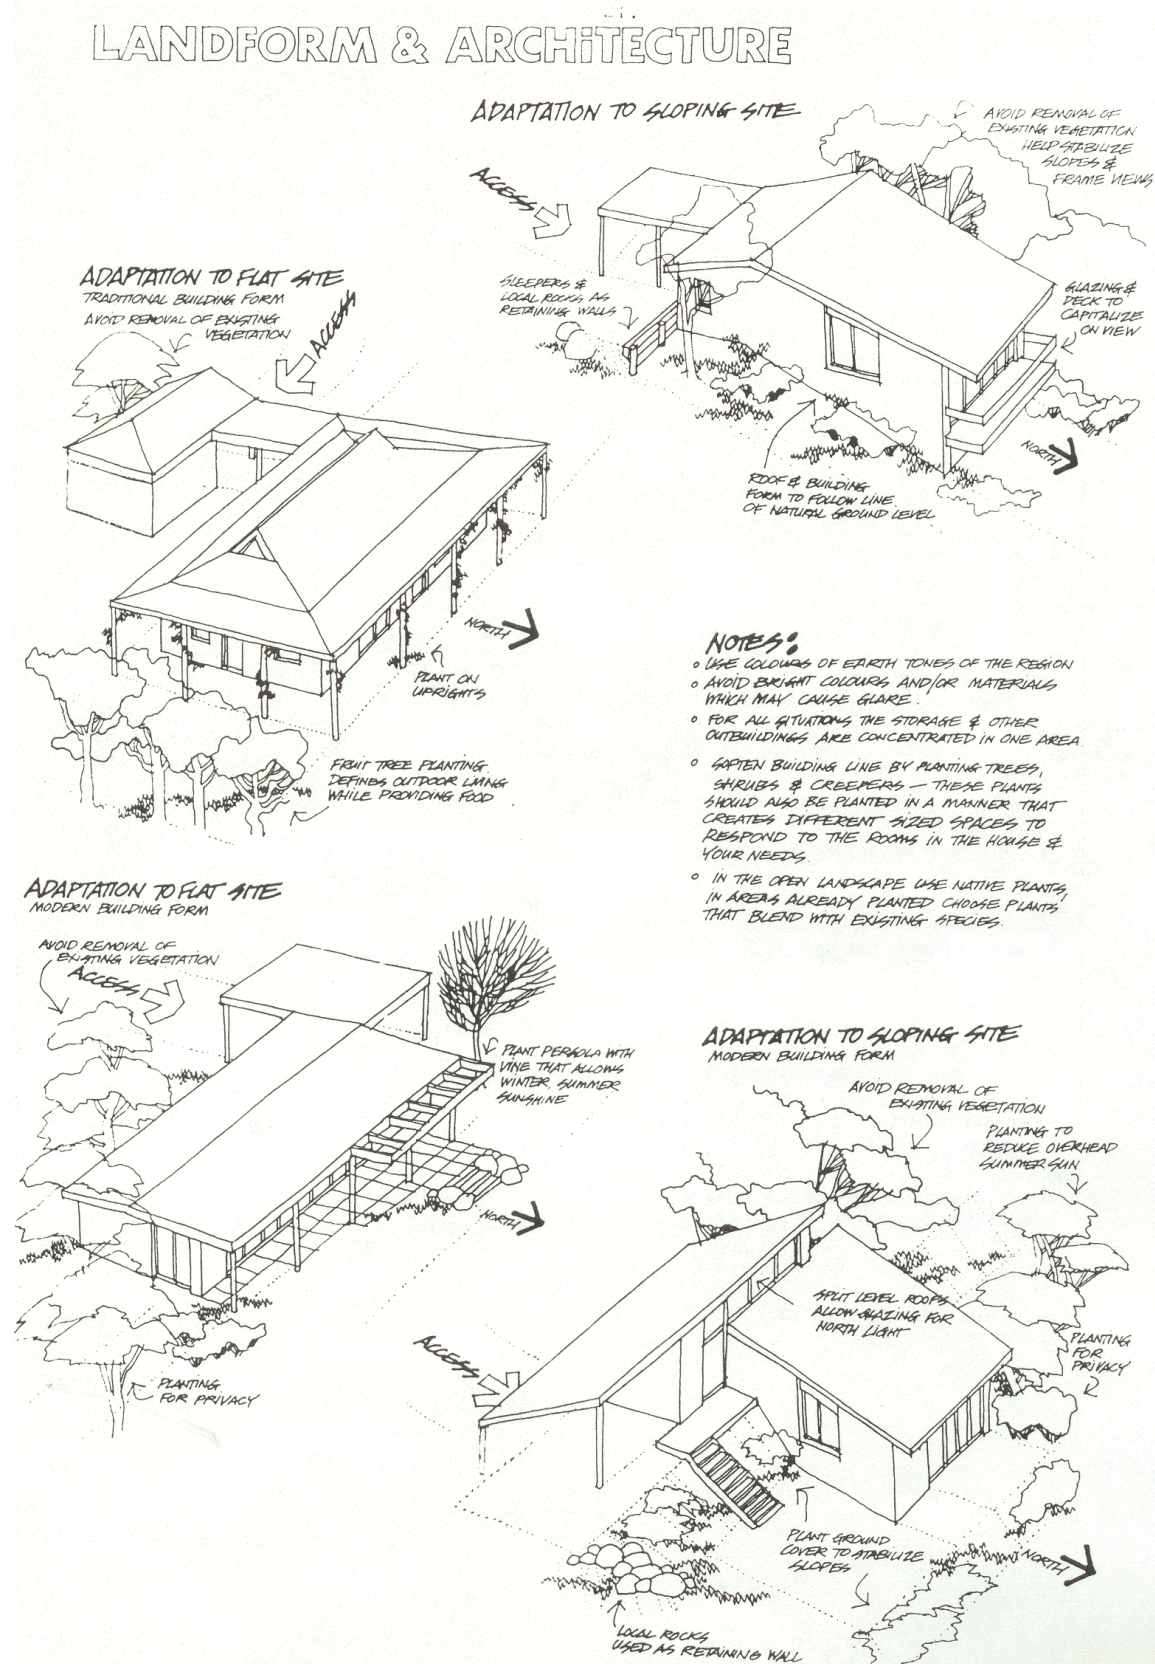 LANDFORM & ARCHiTECTURE
ADAPTATION TO SLOPING SITE
AVOID REMOVAL OF
EXISTING VEGETATION
HELP STABILIZE
SLOPES &
FRAME VIEWS
ACCESS
SLEEPERS &
LOCAL ROCKS AS
RETAINING WALLS
GLAZING &
DECK TO
CAPITALIZE
ON VIEW
NORTH
ROOF & BUILDING
FORM TO FOLLOW LINE
OF NATURAL GROUND LEVEL
ADAPTATION TO FLAT SITE
TRADITIONAL BUILDING FORM
AVOID REMOVAL OF EXISTING
VEGETATION
ACCESS
NORTH
PLANT ON
UPRIGHTS
FRUIT TREE PLANTING
DEFINES OUTDOOR LIVING
WHILE PROVIDING FOOD
NOTES:
o USE COLOURS OF EARTH TONES OF THE REGION
o AVOID BRIGHT COLOURS AND/OR MATERIALS
WHICH MAY CAUSE GLARE.
o FOR ALL SITUATIONS THE STORAGE & OTHER
OUTBUILDINGS ARE CONCENTRATED IN ONE AREA
o SOFTEN BUILDING LINE BY PLANTING TREES,
SHRUBS & CREEPERS — THESE PLANTS
SHOULD ALSO BE PLANTED IN A MANNER THAT
CREATES DIFFERENT SIZED SPACES TO
RESPOND TO THE ROOMS IN THE HOUSE &
YOUR NEEDS.
o IN THE OPEN LANDSCAPE USE NATIVE PLANTS,
IN AREAS ALREADY PLANTED CHOOSE PLANTS
THAT BLEND WITH EXISTING SPECIES.
ADAPTATION TO FLAT SITE
MODERN BUILDING FORM
AVOID REMOVAL OF
EXISTING VEGETATION
ACCESS
PLANT PERGOLA WITH
VINE THAT ALLOWS
WINTER, SUMMER
SUNSHINE
NORTH
PLANTING
FOR PRIVACY
ADAPTATION TO SLOPING SITE
MODERN BUILDING FORM
AVOID REMOVAL OF
EXISTING VEGETATION
PLANTING TO
REDUCE OVERHEAD
SUMMER SUN
SPLIT LEVEL ROOFS
ALLOW GLAZING FOR
NORTH LIGHT
PLANTING
FOR
PRIVACY
ACCESS
PLANT GROUND
COVER TO STABILIZE
SLOPES
NORTH
LOCAL ROCKS
USED AS RETAINING WALL